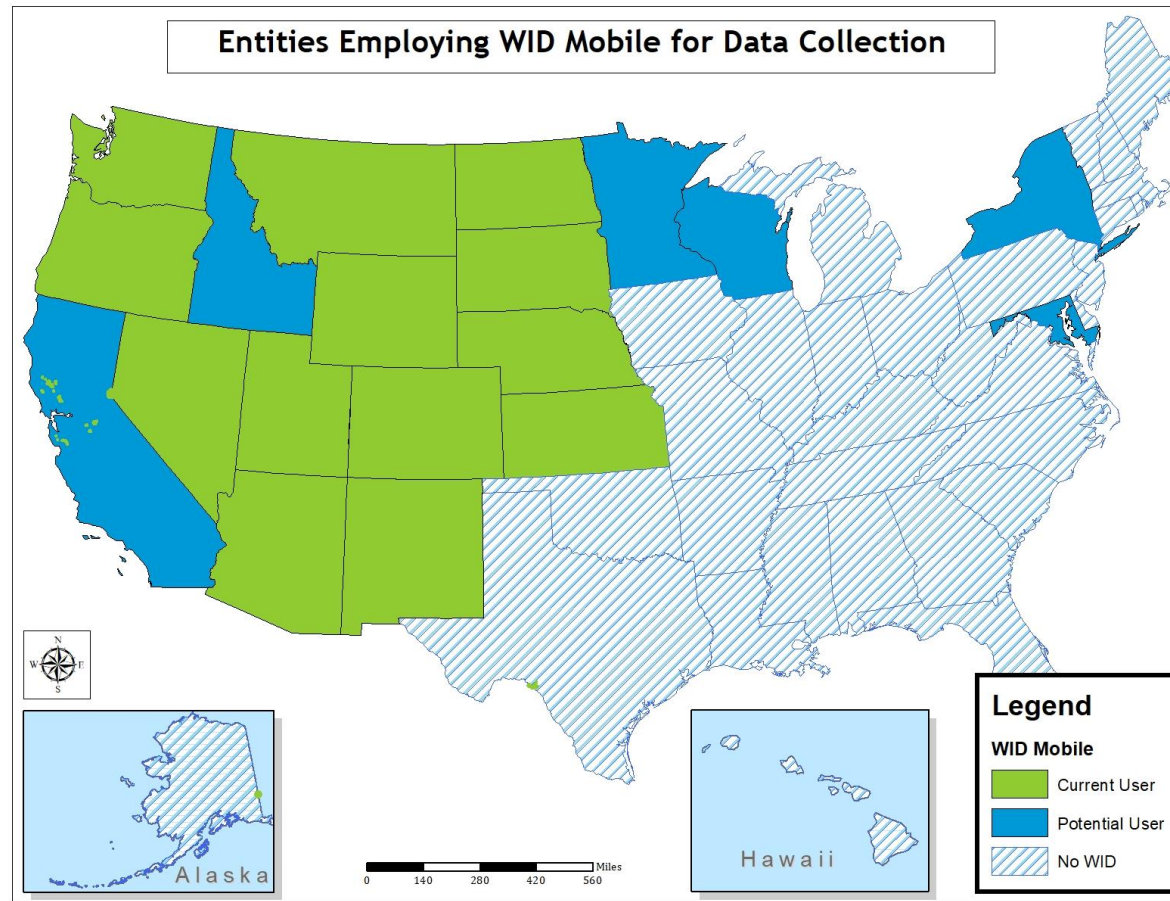 Entities Employing WID Mobile for Data Collection
N
W E
S
Alaska
Miles
0 140 280 420 560
Hawaii
Legend
WID Mobile
Current User
Potential User
No WID